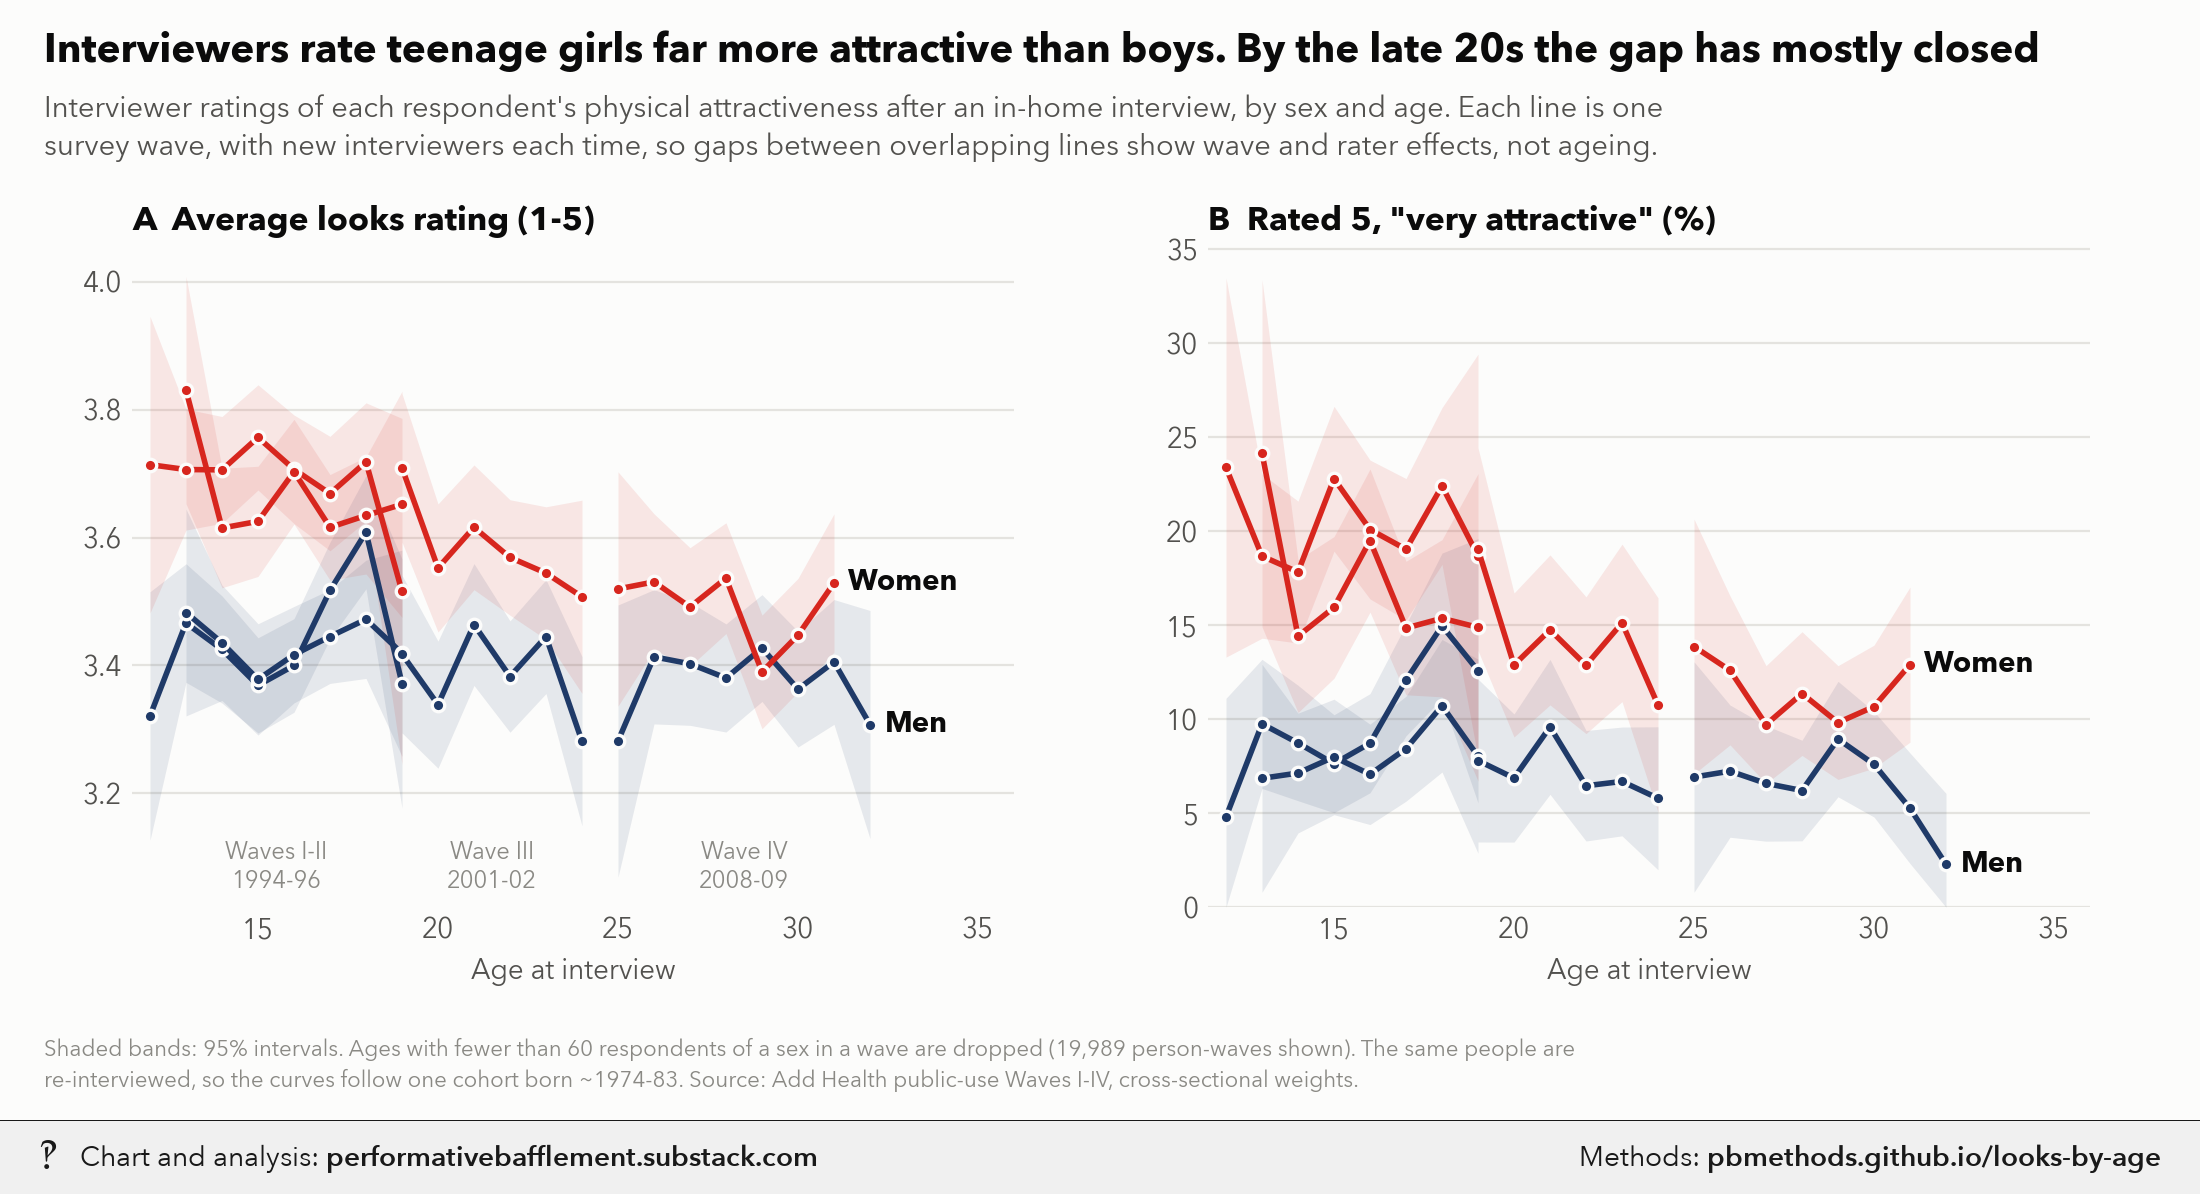 Interviewers rate teenage girls far more attractive than boys. By the late 20s the gap has mostly closed
Interviewer ratings of each respondent's physical attractiveness after an in-home interview, by sex and age. Each line is one
survey wave, with new interviewers each time, so gaps between overlapping lines show wave and rater effects, not ageing.
A Average looks rating (1-5)
4.0
3.8
3.6
3.4
3.2
Women
Men
Waves I-II
1994-96
Wave III
2001-02
Wave IV
2008-09
15 20 25 30 35
Age at interview
B Rated 5, "very attractive" (%)
35
30
25
20
15
10
5
0
Women
Men
15 20 25 30 35
Age at interview
Shaded bands: 95% intervals. Ages with fewer than 60 respondents of a sex in a wave are dropped (19,989 person-waves shown). The same people are
re-interviewed, so the curves follow one cohort born ~1974-83. Source: Add Health public-use Waves I-IV, cross-sectional weights.
‽ Chart and analysis: performativebafflement.substack.com
Methods: pbmethods.github.io/looks-by-age